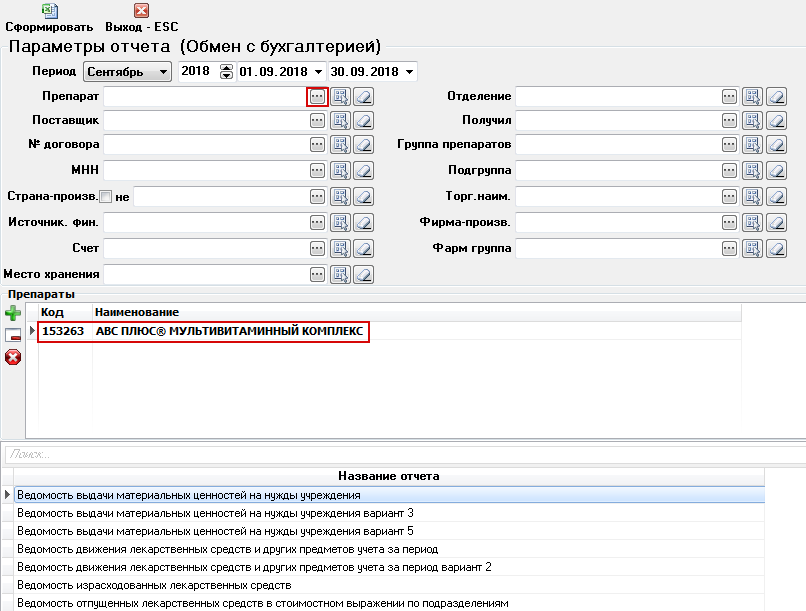 Сформировать Выход - ESC
Параметры отчета (Обмен с бухгалтерией)
Период Сентябрь 2018 01.09.2018 30.09.2018
Препарат Отделение
Поставщик Получил
№ договора Группа препаратов
МНН Подгруппа
Страна-произв. не Торг.наим.
Источник. фин. Фирма-произв.
Счет Фарм группа
Место хранения
Препараты
Код Наименование
153263 АВС ПЛЮС® МУЛЬТИВИТАМИННЫЙ КОМПЛЕКС
Поиск...
Название отчета
Ведомость выдачи материальных ценностей на нужды учреждения
Ведомость выдачи материальных ценностей на нужды учреждения вариант 3
Ведомость выдачи материальных ценностей на нужды учреждения вариант 5
Ведомость движения лекарственных средств и других предметов учета за период
Ведомость движения лекарственных средств и других предметов учета за период вариант 2
Ведомость израсходованных лекарственных средств
Ведомость отпущенных лекарственных средств в стоимостном выражении по подразделениям